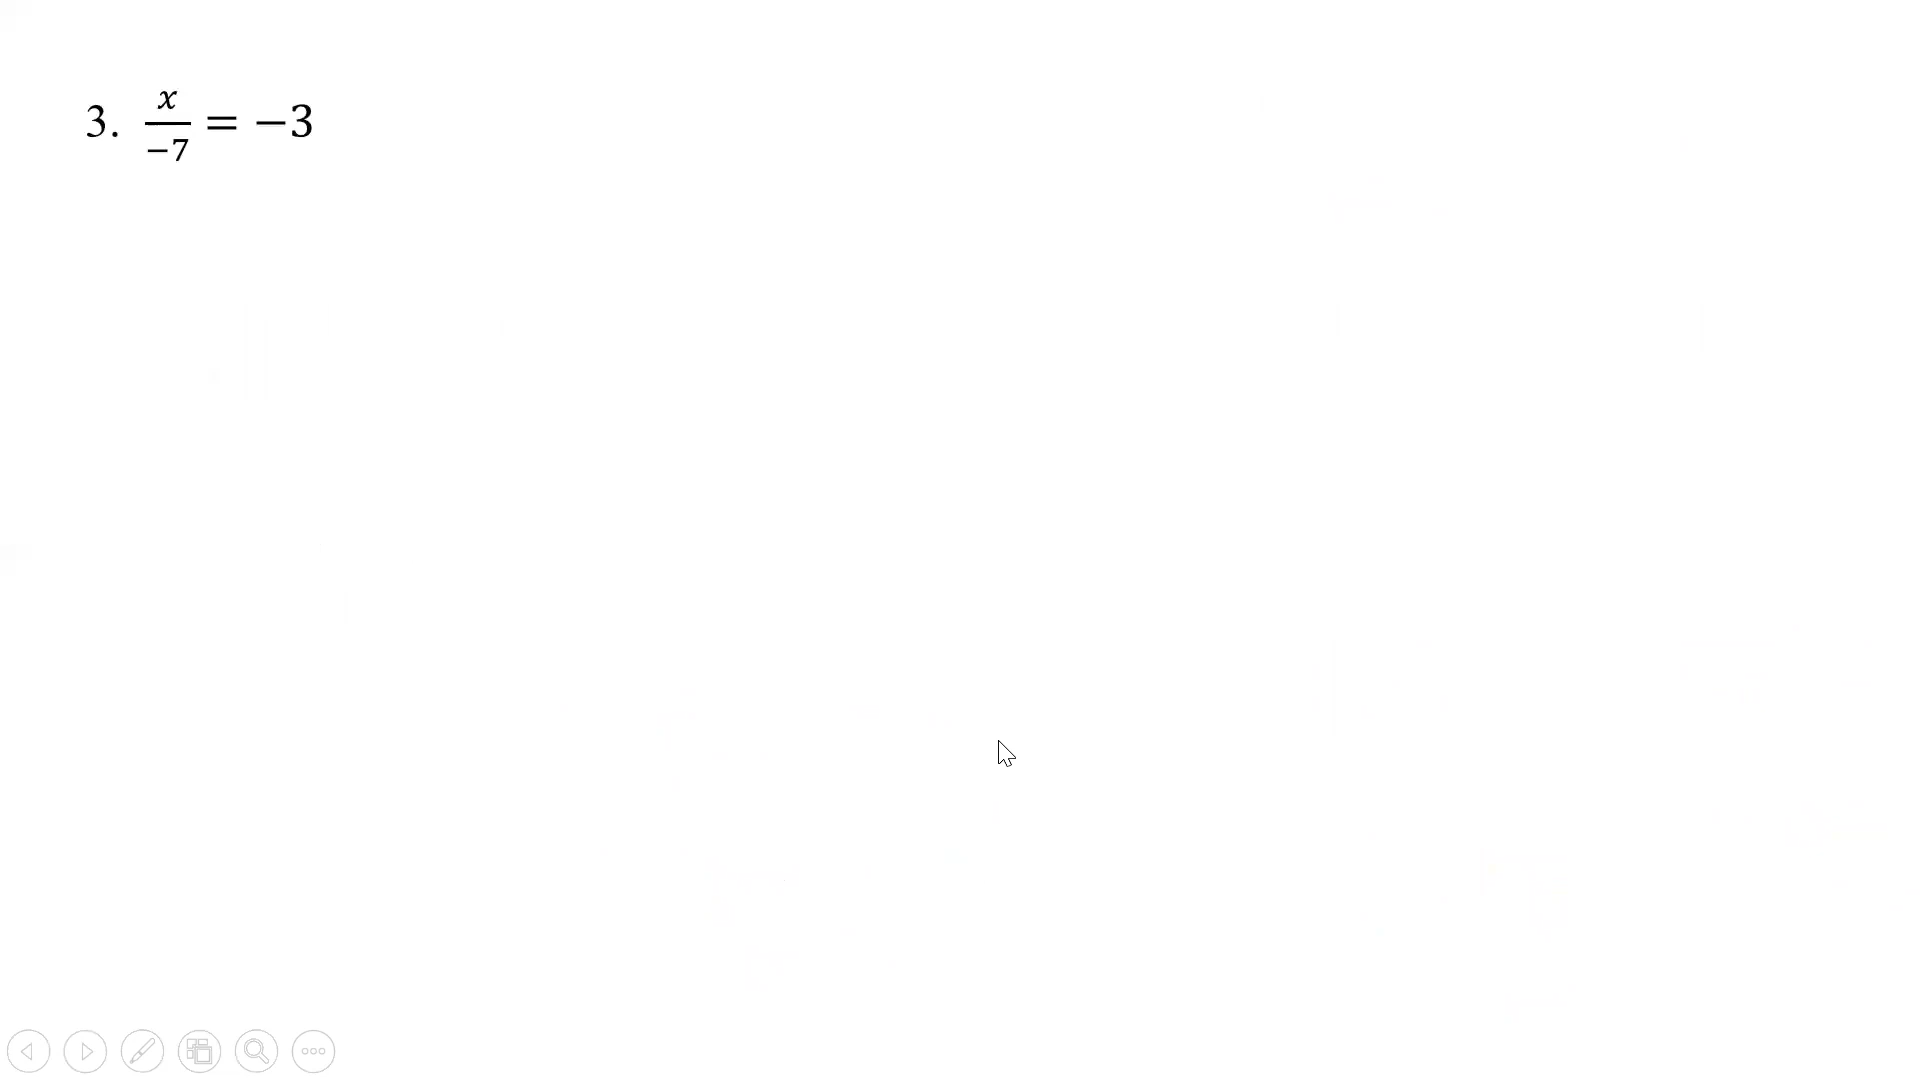 3. x/−7 = −3